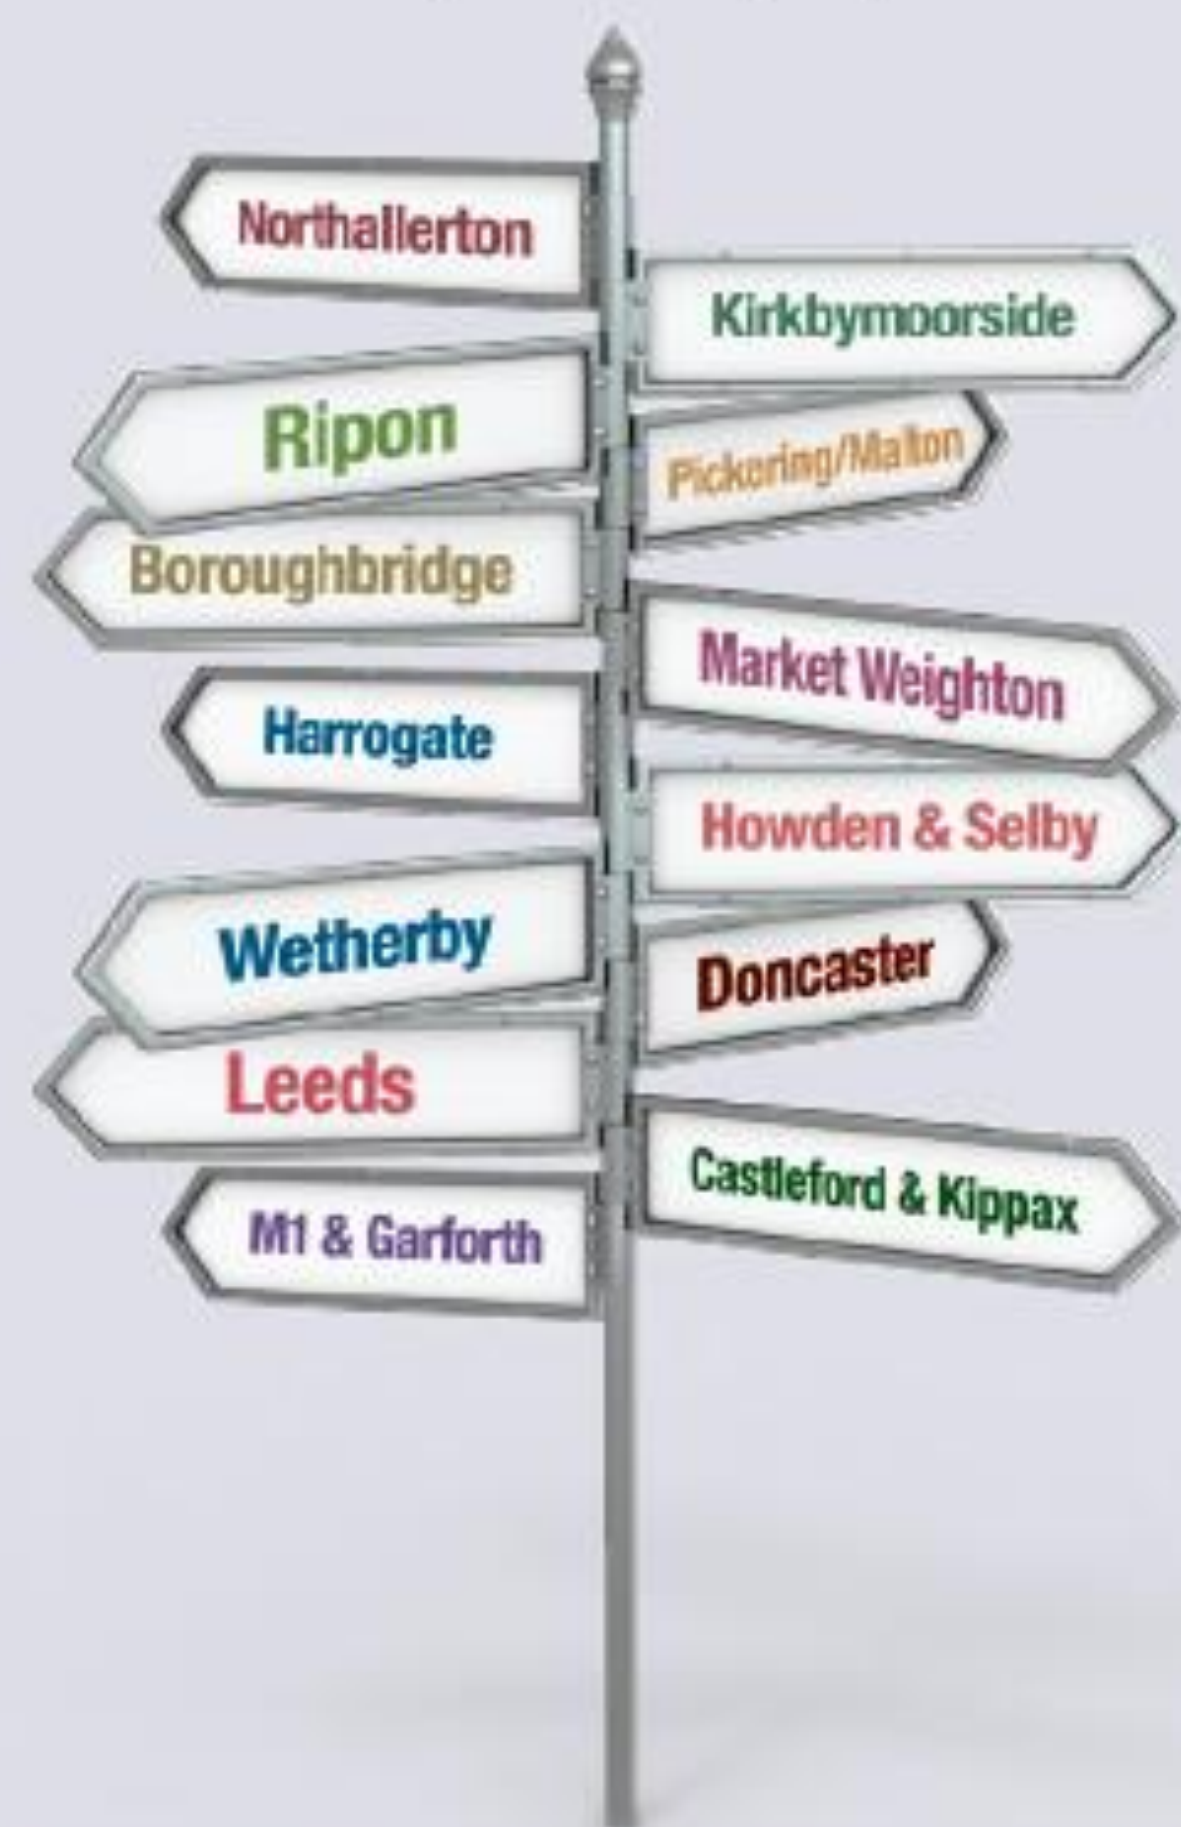 Northallerton
Kirkbymoorside
Ripon
Pickering/Malton
Boroughbridge
Market Weighton
Harrogate
Howden & Selby
Wetherby
Doncaster
Leeds
Castleford & Kippax
M1 & Garforth